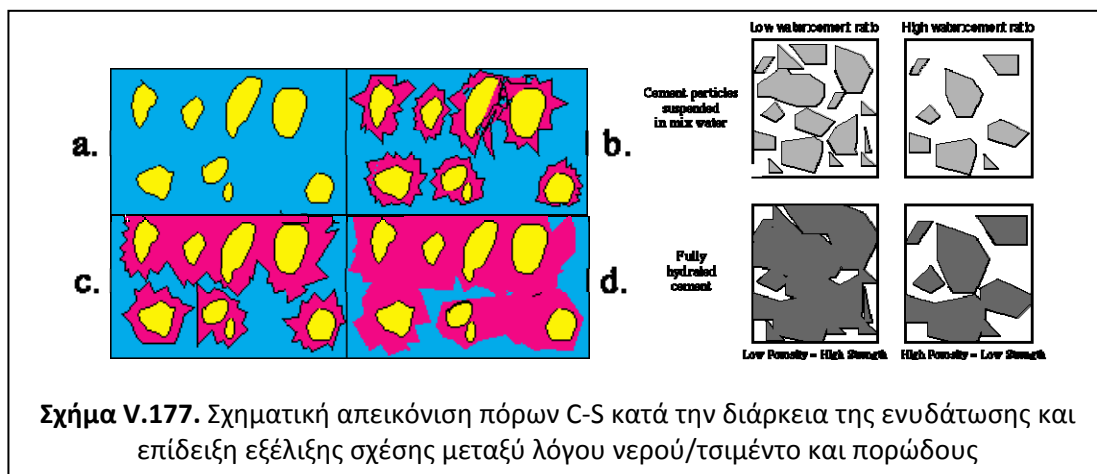 a.
b.
c.
d.
Low water:cement ratio
High water:cement ratio
Cement particles
suspended
in mix water
Fully
hydrated
cement
Low Porosity – High Strength
High Porosity – Low Strength
Σχήμα V.177. Σχηματική απεικόνιση πόρων C-S κατά την διάρκεια της ενυδάτωσης και
επίδειξη εξέλιξης σχέσης μεταξύ λόγου νερού/τσιμέντο και πορώδους